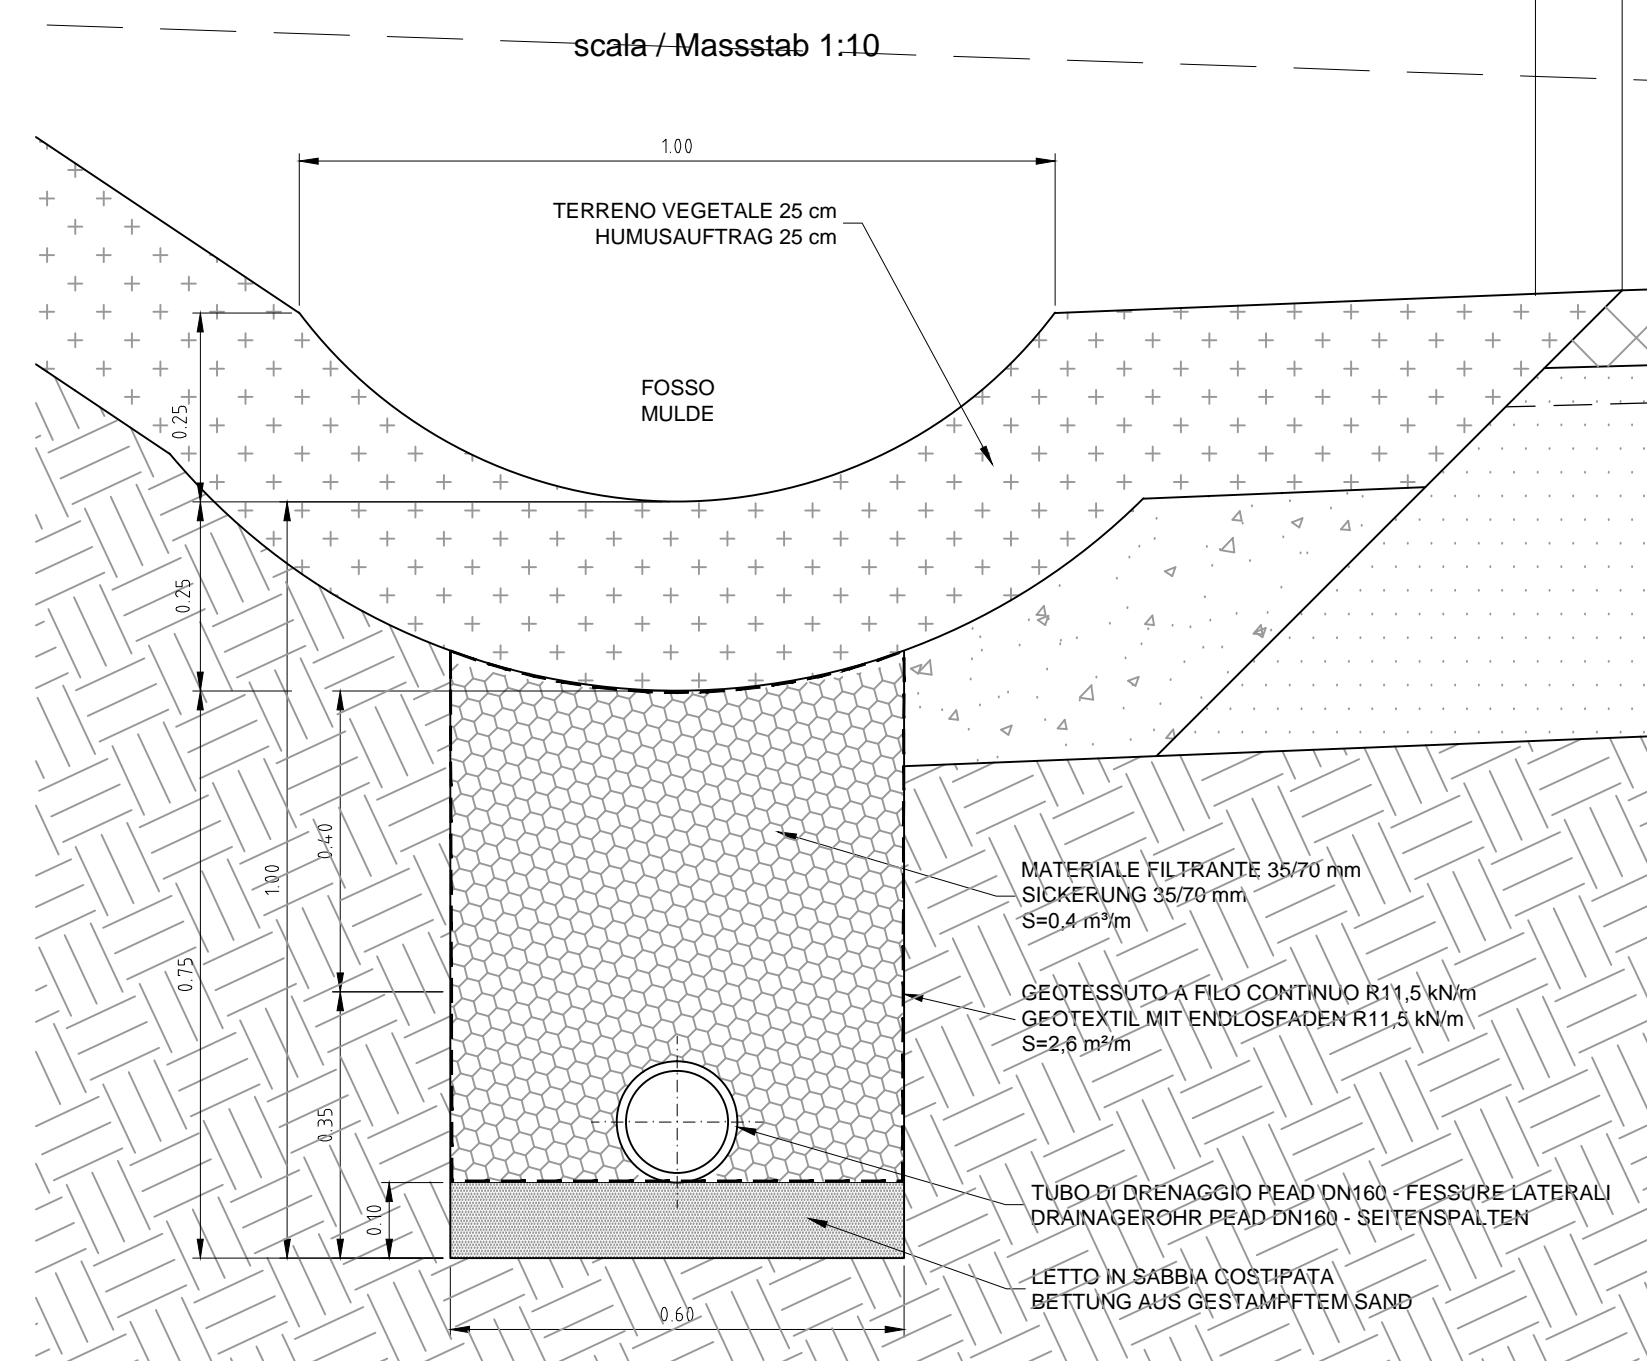 scala / Massstab 1:10
1.00
TERRENO VEGETALE 25 cm
HUMUSAUFTRAG 25 cm
FOSSO
MULDE
0.25
0.25
0.40
1.00
MATERIALE FILTRANTE 35/70 mm
SICKERUNG 35/70 mm
S=0,4 m³/m
0.75
GEOTESSUTO A FILO CONTINUO R11,5 kN/m
GEOTEXTIL MIT ENDLOSFADEN R11,5 kN/m
S=2,6 m²/m
0.35
TUBO DI DRENAGGIO PEAD DN160 - FESSURE LATERALI
DRAINAGEROHR PEAD DN160 - SEITENSPALTEN
0.10
LETTO IN SABBIA COSTIPATA
BETTUNG AUS GESTAMPFTEM SAND
0.60